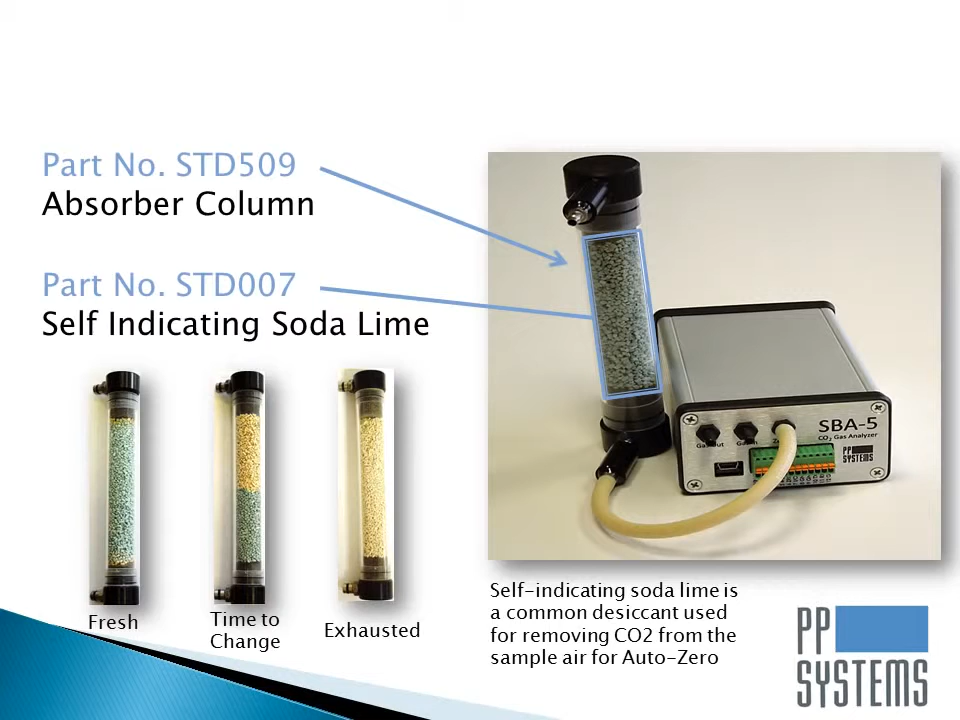 Part No. STD509
Absorber Column
Part No. STD007
Self Indicating Soda Lime
SBA-5
CO2 Gas Analyzer
Gas Out
PP
SYSTEMS
Fresh
Time to
Change
Exhausted
Self-indicating soda lime is
a common desiccant used
for removing CO2 from the
sample air for Auto-Zero
PP
SYSTEMS